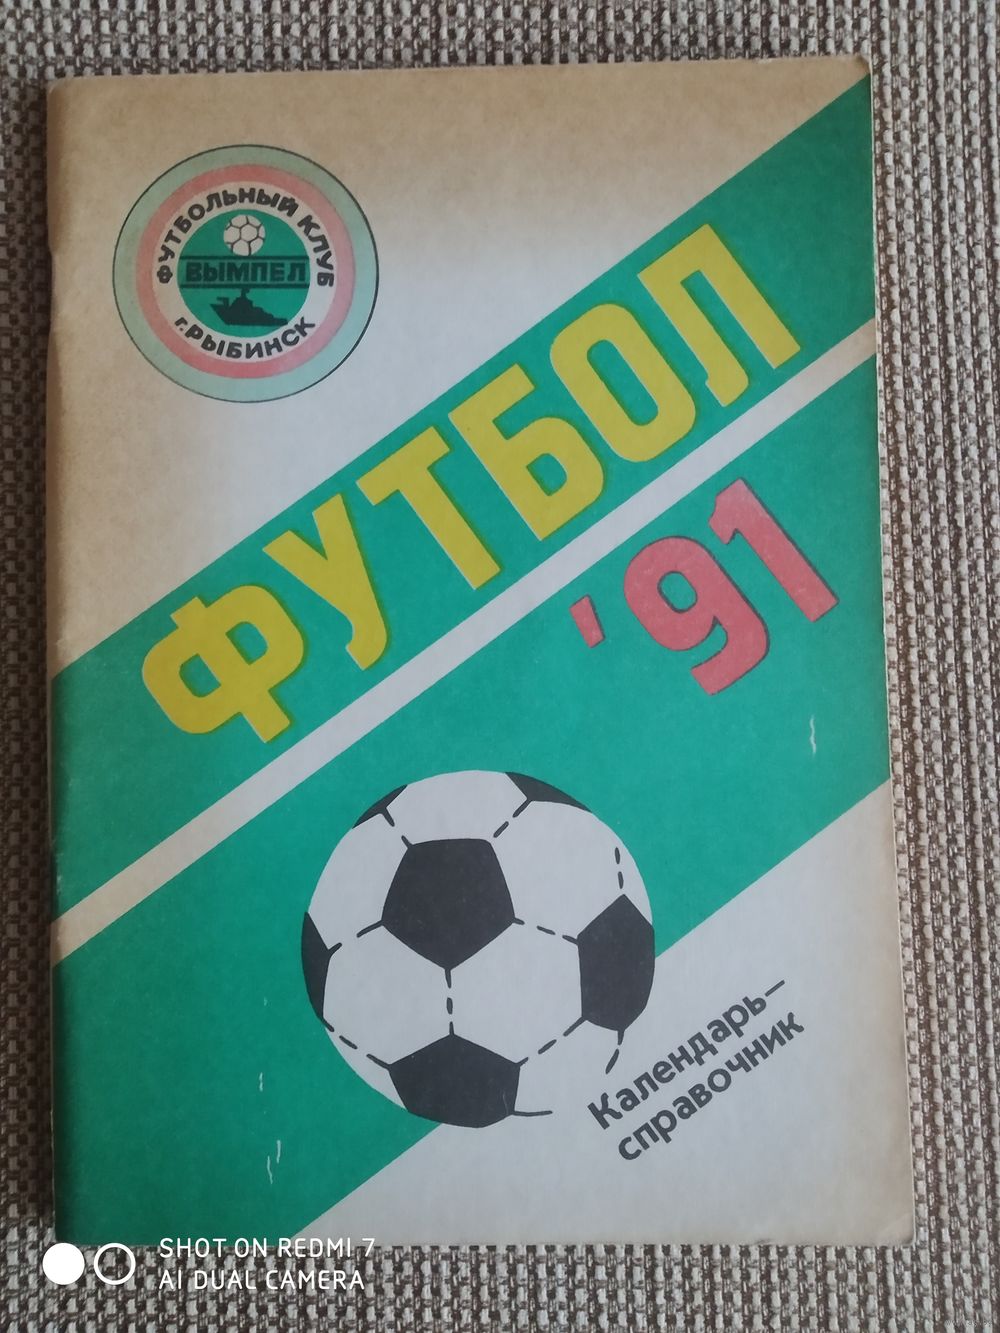 ФУТБОЛЬНЫЙ КЛУБ
ВЫМПЕЛ
г.РЫБИНСК
ФУТБОЛ
'91
Календарь–
справочник
SHOT ON REDMI 7
AI DUAL CAMERA